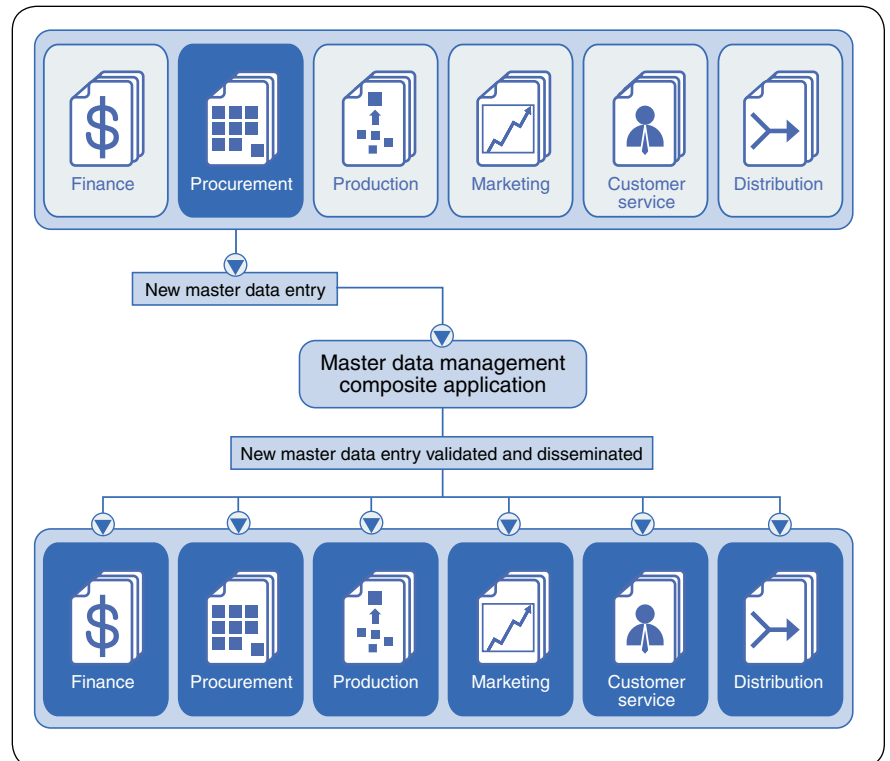 $
Finance
Procurement
Production
Marketing
Customer
service
Distribution
New master data entry
Master data management
composite application
New master data entry validated and disseminated
$
Finance
Procurement
Production
Marketing
Customer
service
Distribution